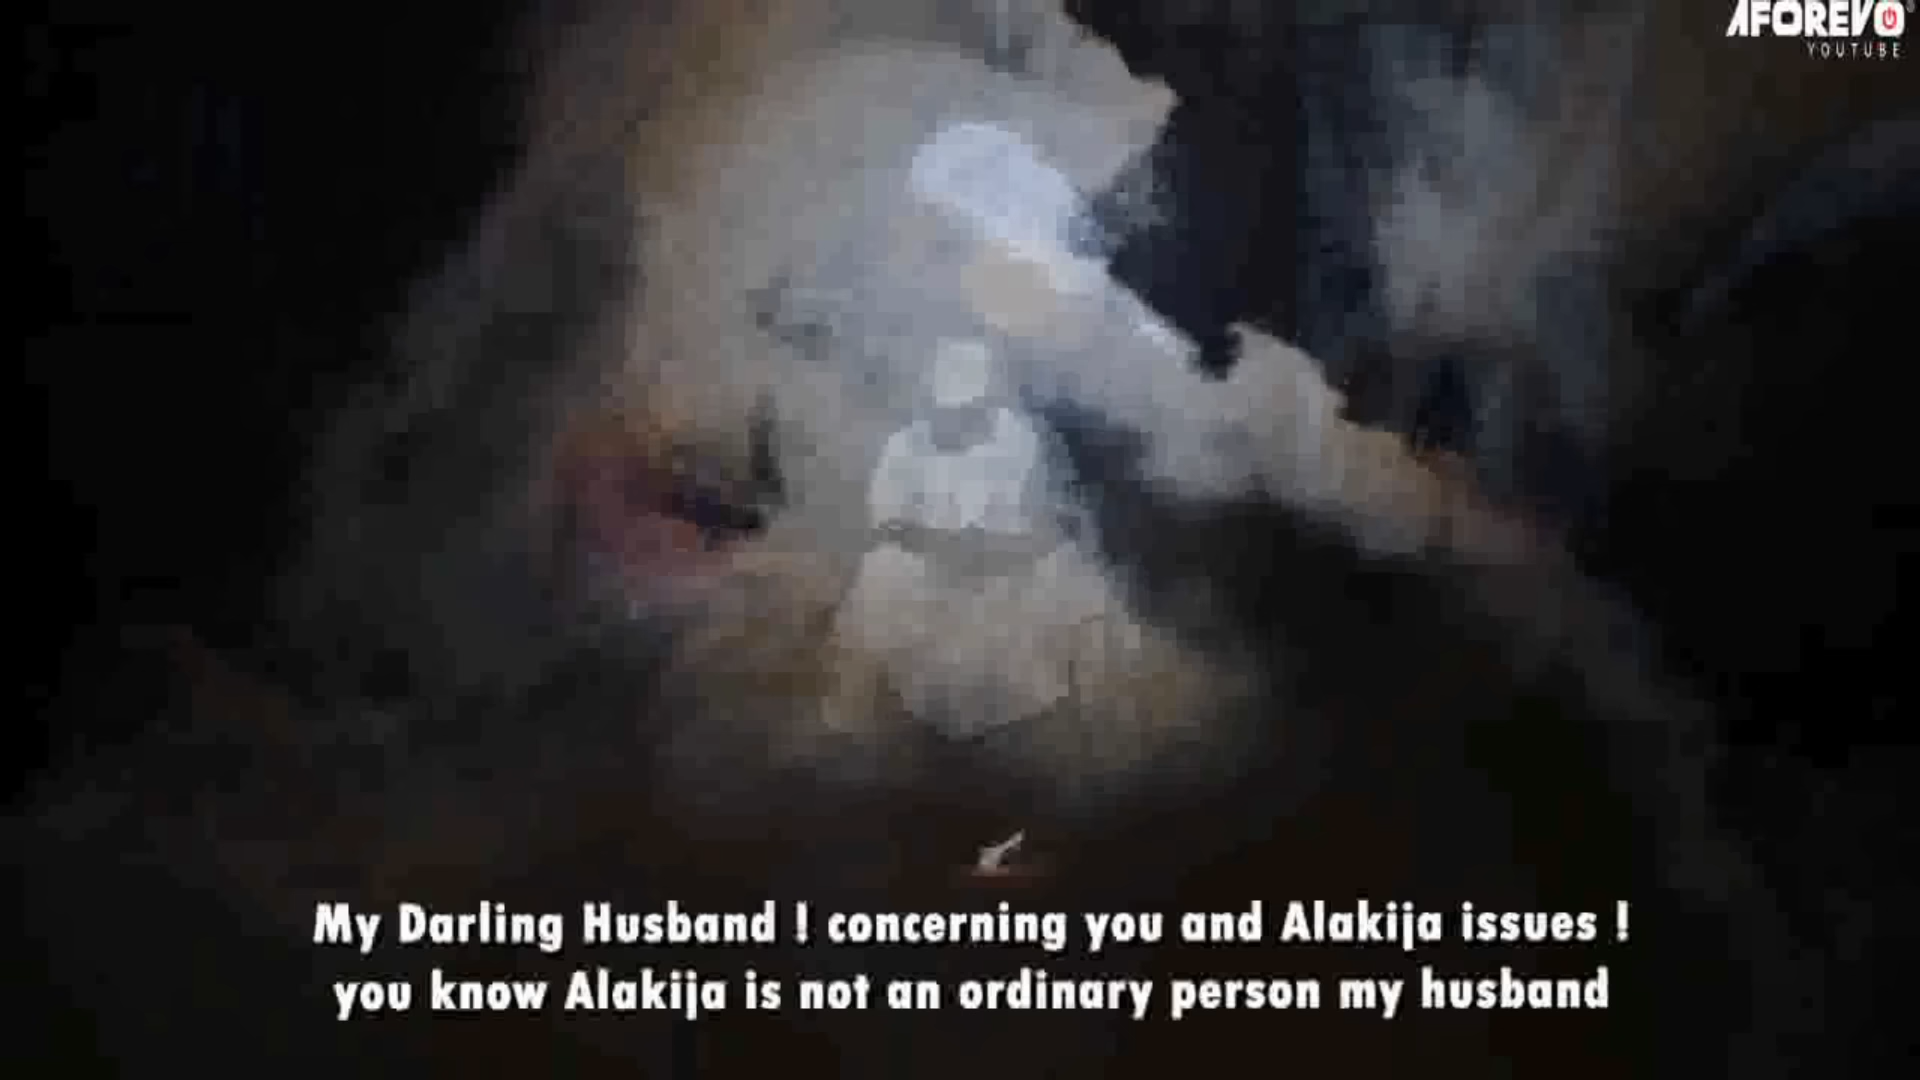 AFOREVO
YOUTUBE
My Darling Husband ! concerning you and Alakija issues !
you know Alakija is not an ordinary person my husband